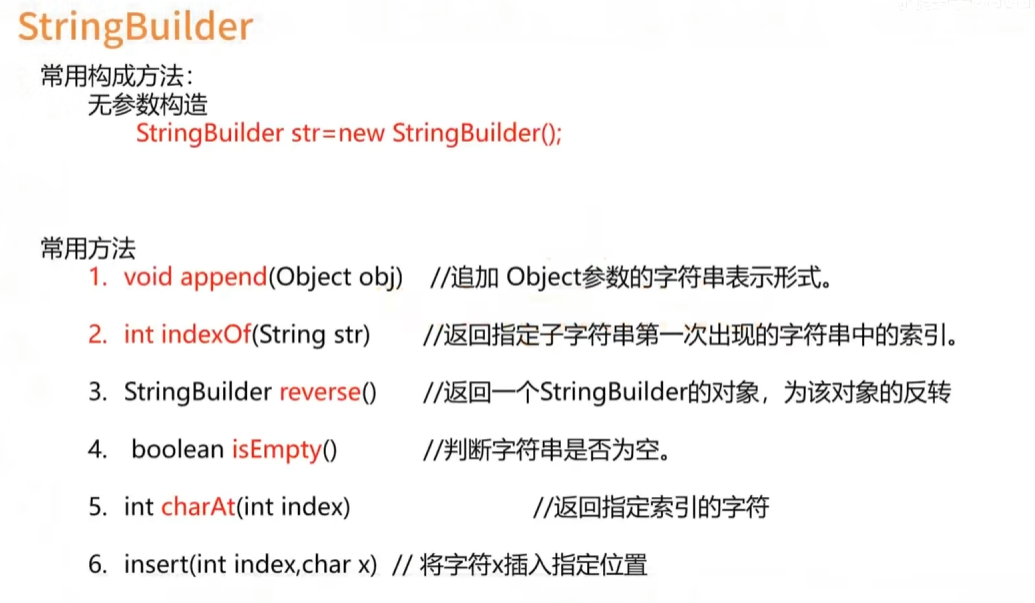 StringBuilder
常用构成方法：
无参数构造
StringBuilder str=new StringBuilder();
常用方法
1. void append(Object obj) //追加 Object参数的字符串表示形式。
2. int indexOf(String str) //返回指定子字符串第一次出现的字符串中的索引。
3. StringBuilder reverse() //返回一个StringBuilder的对象，为该对象的反转
4. boolean isEmpty() //判断字符串是否为空。
5. int charAt(int index) //返回指定索引的字符
6. insert(int index,char x) // 将字符x插入指定位置